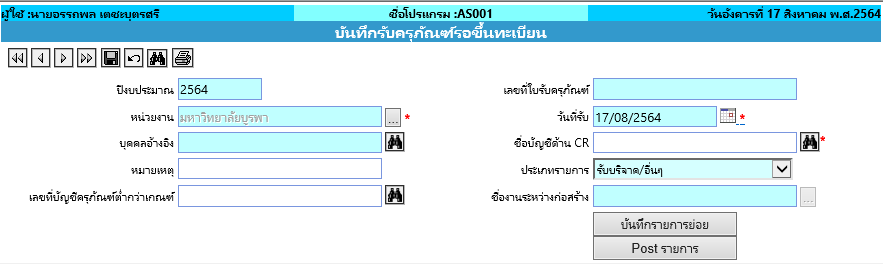 ผู้ใช้ :นายอรรถพล เตชะบุตรศรี ชื่อโปรแกรม :AS001 วันอังคารที่ 17 สิงหาคม พ.ศ.2564
บันทึกรับครุภัณฑ์รอขึ้นทะเบียน
ปีงบประมาณ 2564 เลขที่ใบรับครุภัณฑ์
หน่วยงาน มหาวิทยาลัยบูรพา ... * วันที่รับ 17/08/2564 *
บุคคลอ้างอิง ชื่อบัญชีด้าน CR *
หมายเหตุ ประเภทรายการ รับบริจาค/อื่นๆ
เลขที่บัญชีครุภัณฑ์ต่ำกว่าเกณฑ์ ชื่องานระหว่างก่อสร้าง ...
บันทึกรายการย่อย
Post รายการ